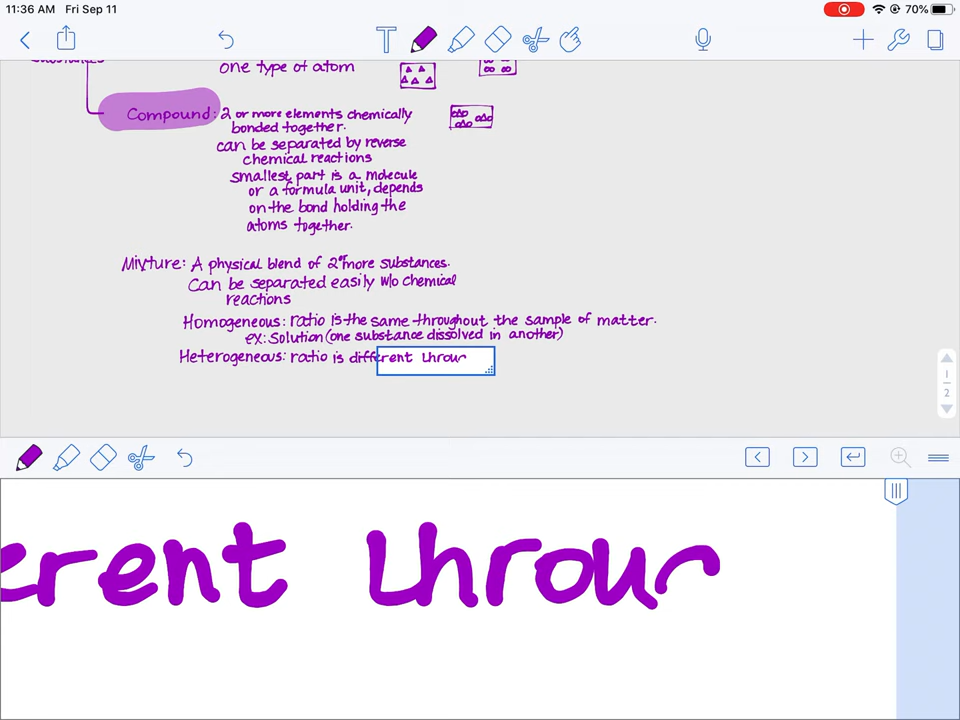 11:36 AM Fri Sep 11
70%
T
one type of atom
Compound: 2 or more elements chemically
bonded together.
can be separated by reverse
chemical reactions
smallest part is a molecule
or a formula unit, depends
on the bond holding the
atoms together.
Mixture: A physical blend of 2 or more substances.
Can be separated easily w/o chemical
reactions
Homogeneous: ratio is the same throughout the sample of matter.
ex: solution (one substance dissolved in another)
Heterogeneous: ratio is different throu
1
2
erent throu